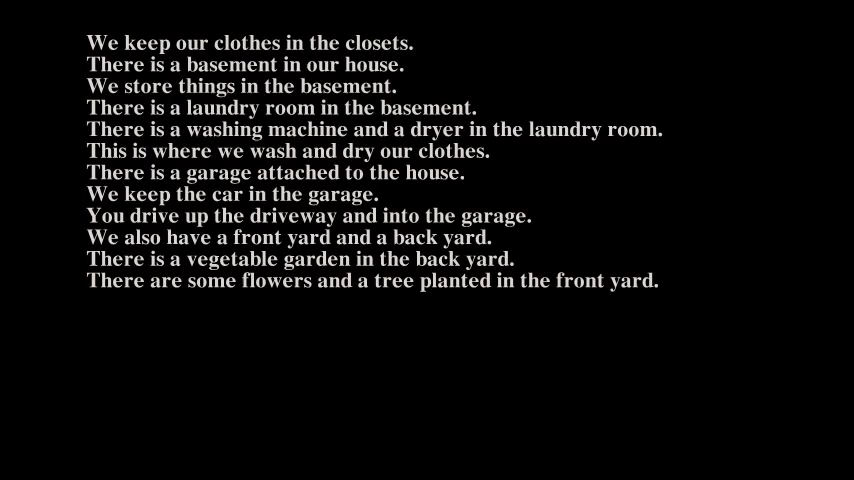 We keep our clothes in the closets.
There is a basement in our house.
We store things in the basement.
There is a laundry room in the basement.
There is a washing machine and a dryer in the laundry room.
This is where we wash and dry our clothes.
There is a garage attached to the house.
We keep the car in the garage.
You drive up the driveway and into the garage.
We also have a front yard and a back yard.
There is a vegetable garden in the back yard.
There are some flowers and a tree planted in the front yard.